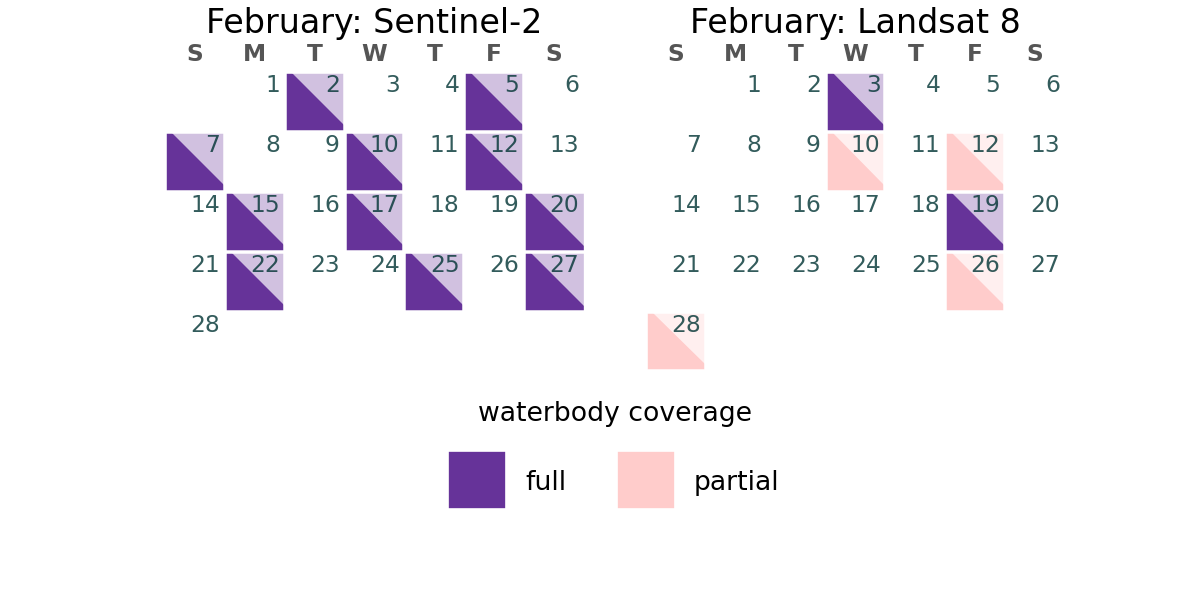 February: Sentinel-2
S M T W T F S
1 2 3 4 5 6
7 8 9 10 11 12 13
14 15 16 17 18 19 20
21 22 23 24 25 26 27
28
February: Landsat 8
S M T W T F S
1 2 3 4 5 6
7 8 9 10 11 12 13
14 15 16 17 18 19 20
21 22 23 24 25 26 27
28
waterbody coverage
full partial